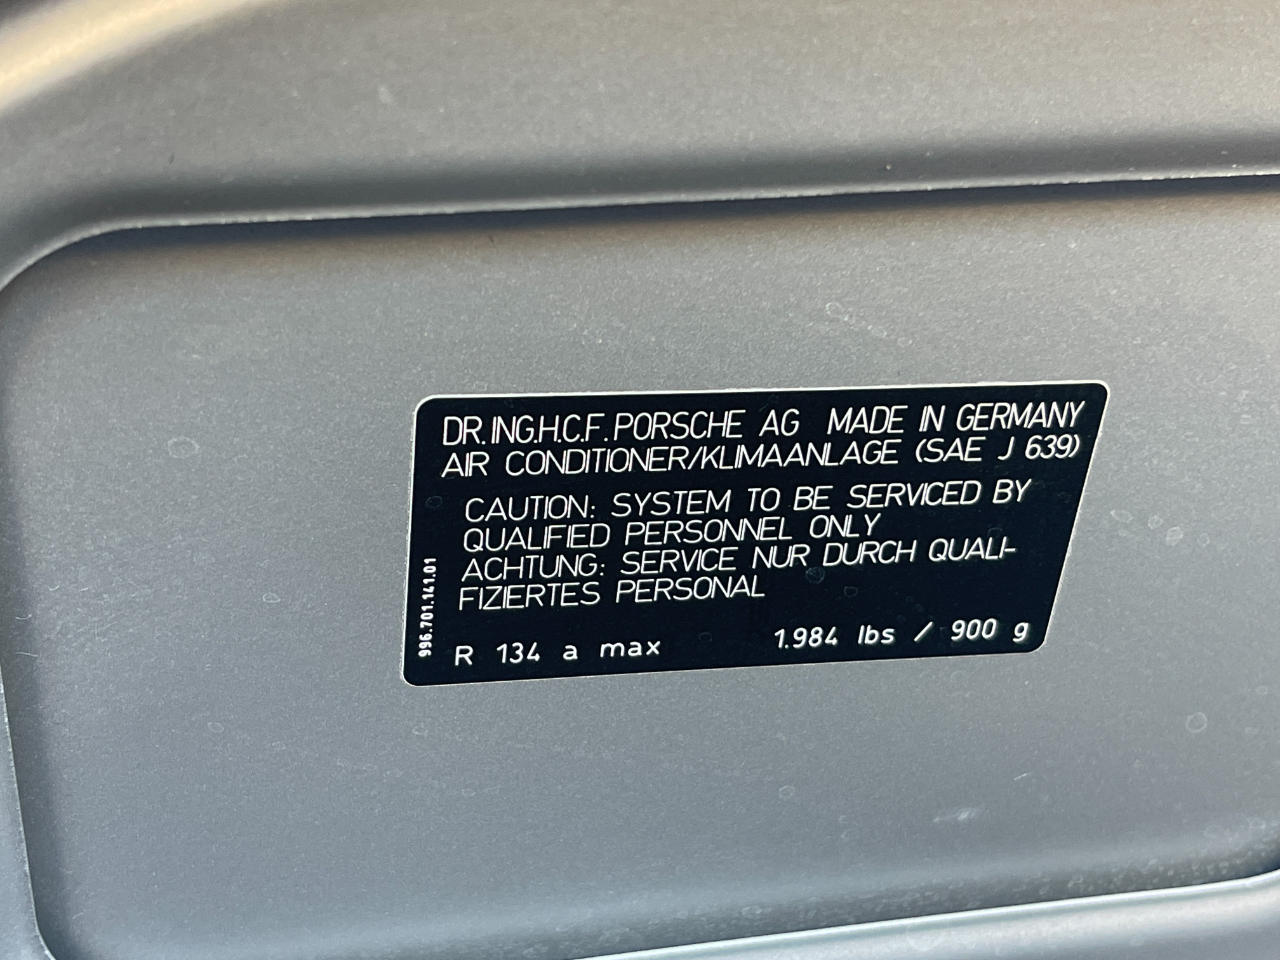 DR.ING.H.C.F.PORSCHE AG MADE IN GERMANY
AIR CONDITIONER/KLIMAANLAGE (SAE J 639)
CAUTION: SYSTEM TO BE SERVICED BY
QUALIFIED PERSONNEL ONLY
ACHTUNG: SERVICE NUR DURCH QUALI-
FIZIERTES PERSONAL
R 134 a max 1.984 lbs / 900 g
996.701.141.01